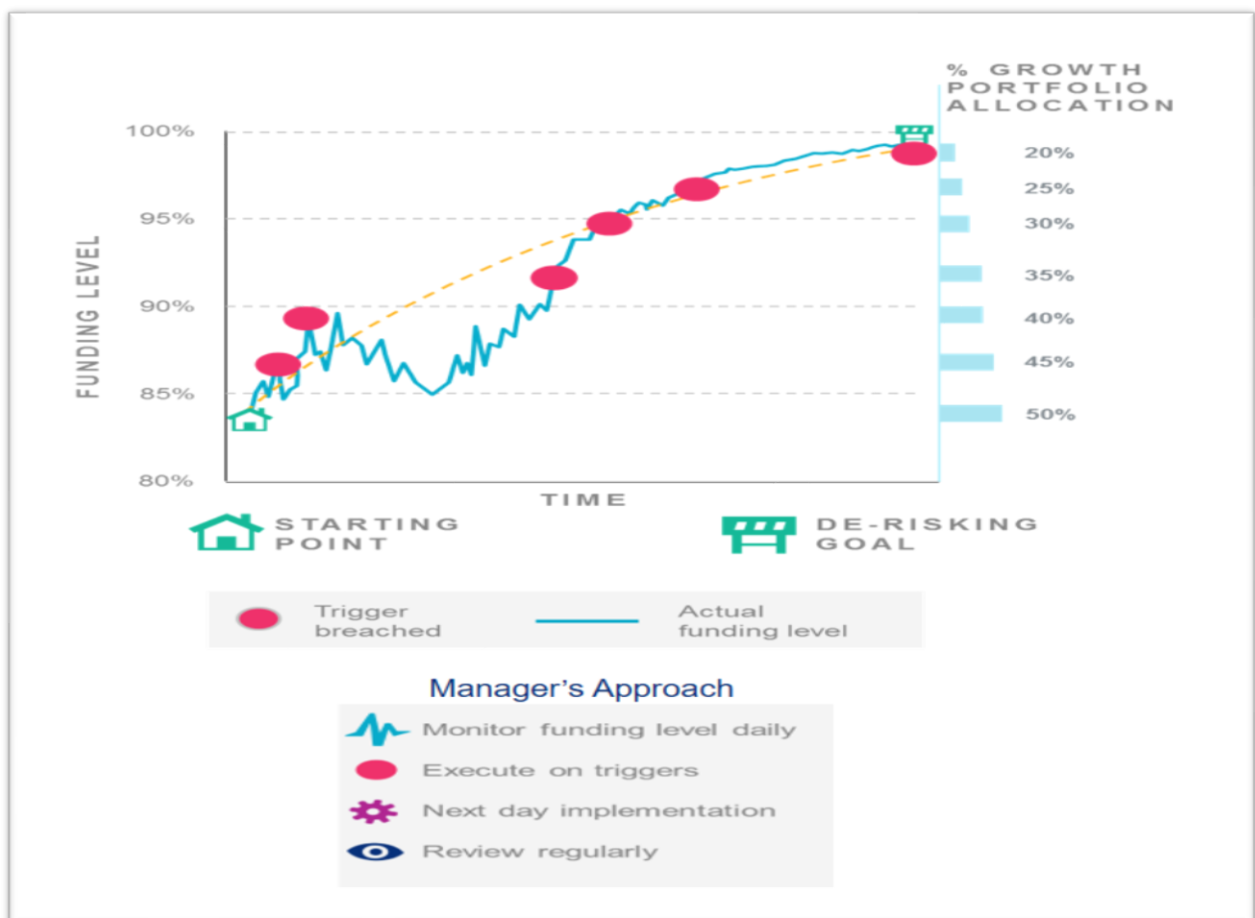 % GROWTH
PORTFOLIO
ALLOCATION
100%
95%
90%
85%
80%
FUNDING LEVEL
20%
25%
30%
35%
40%
45%
50%
TIME
STARTING
POINT
DE-RISKING
GOAL
Trigger
breached
Actual
funding level
Manager's Approach
Monitor funding level daily
Execute on triggers
Next day implementation
Review regularly